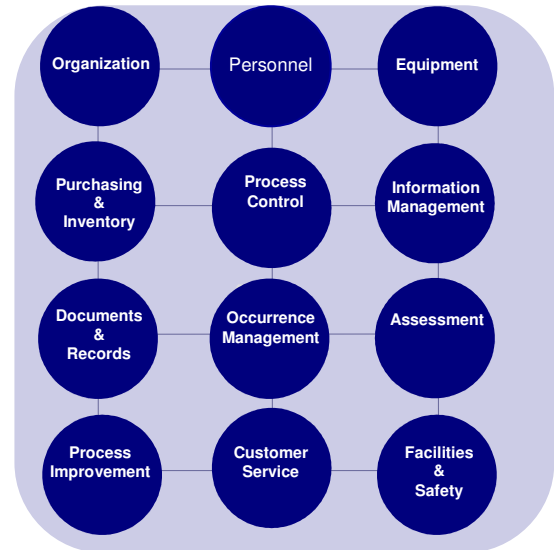 Organization
Personnel
Equipment
Purchasing
&
Inventory
Process
Control
Information
Management
Documents
&
Records
Occurrence
Management
Assessment
Process
Improvement
Customer
Service
Facilities
&
Safety